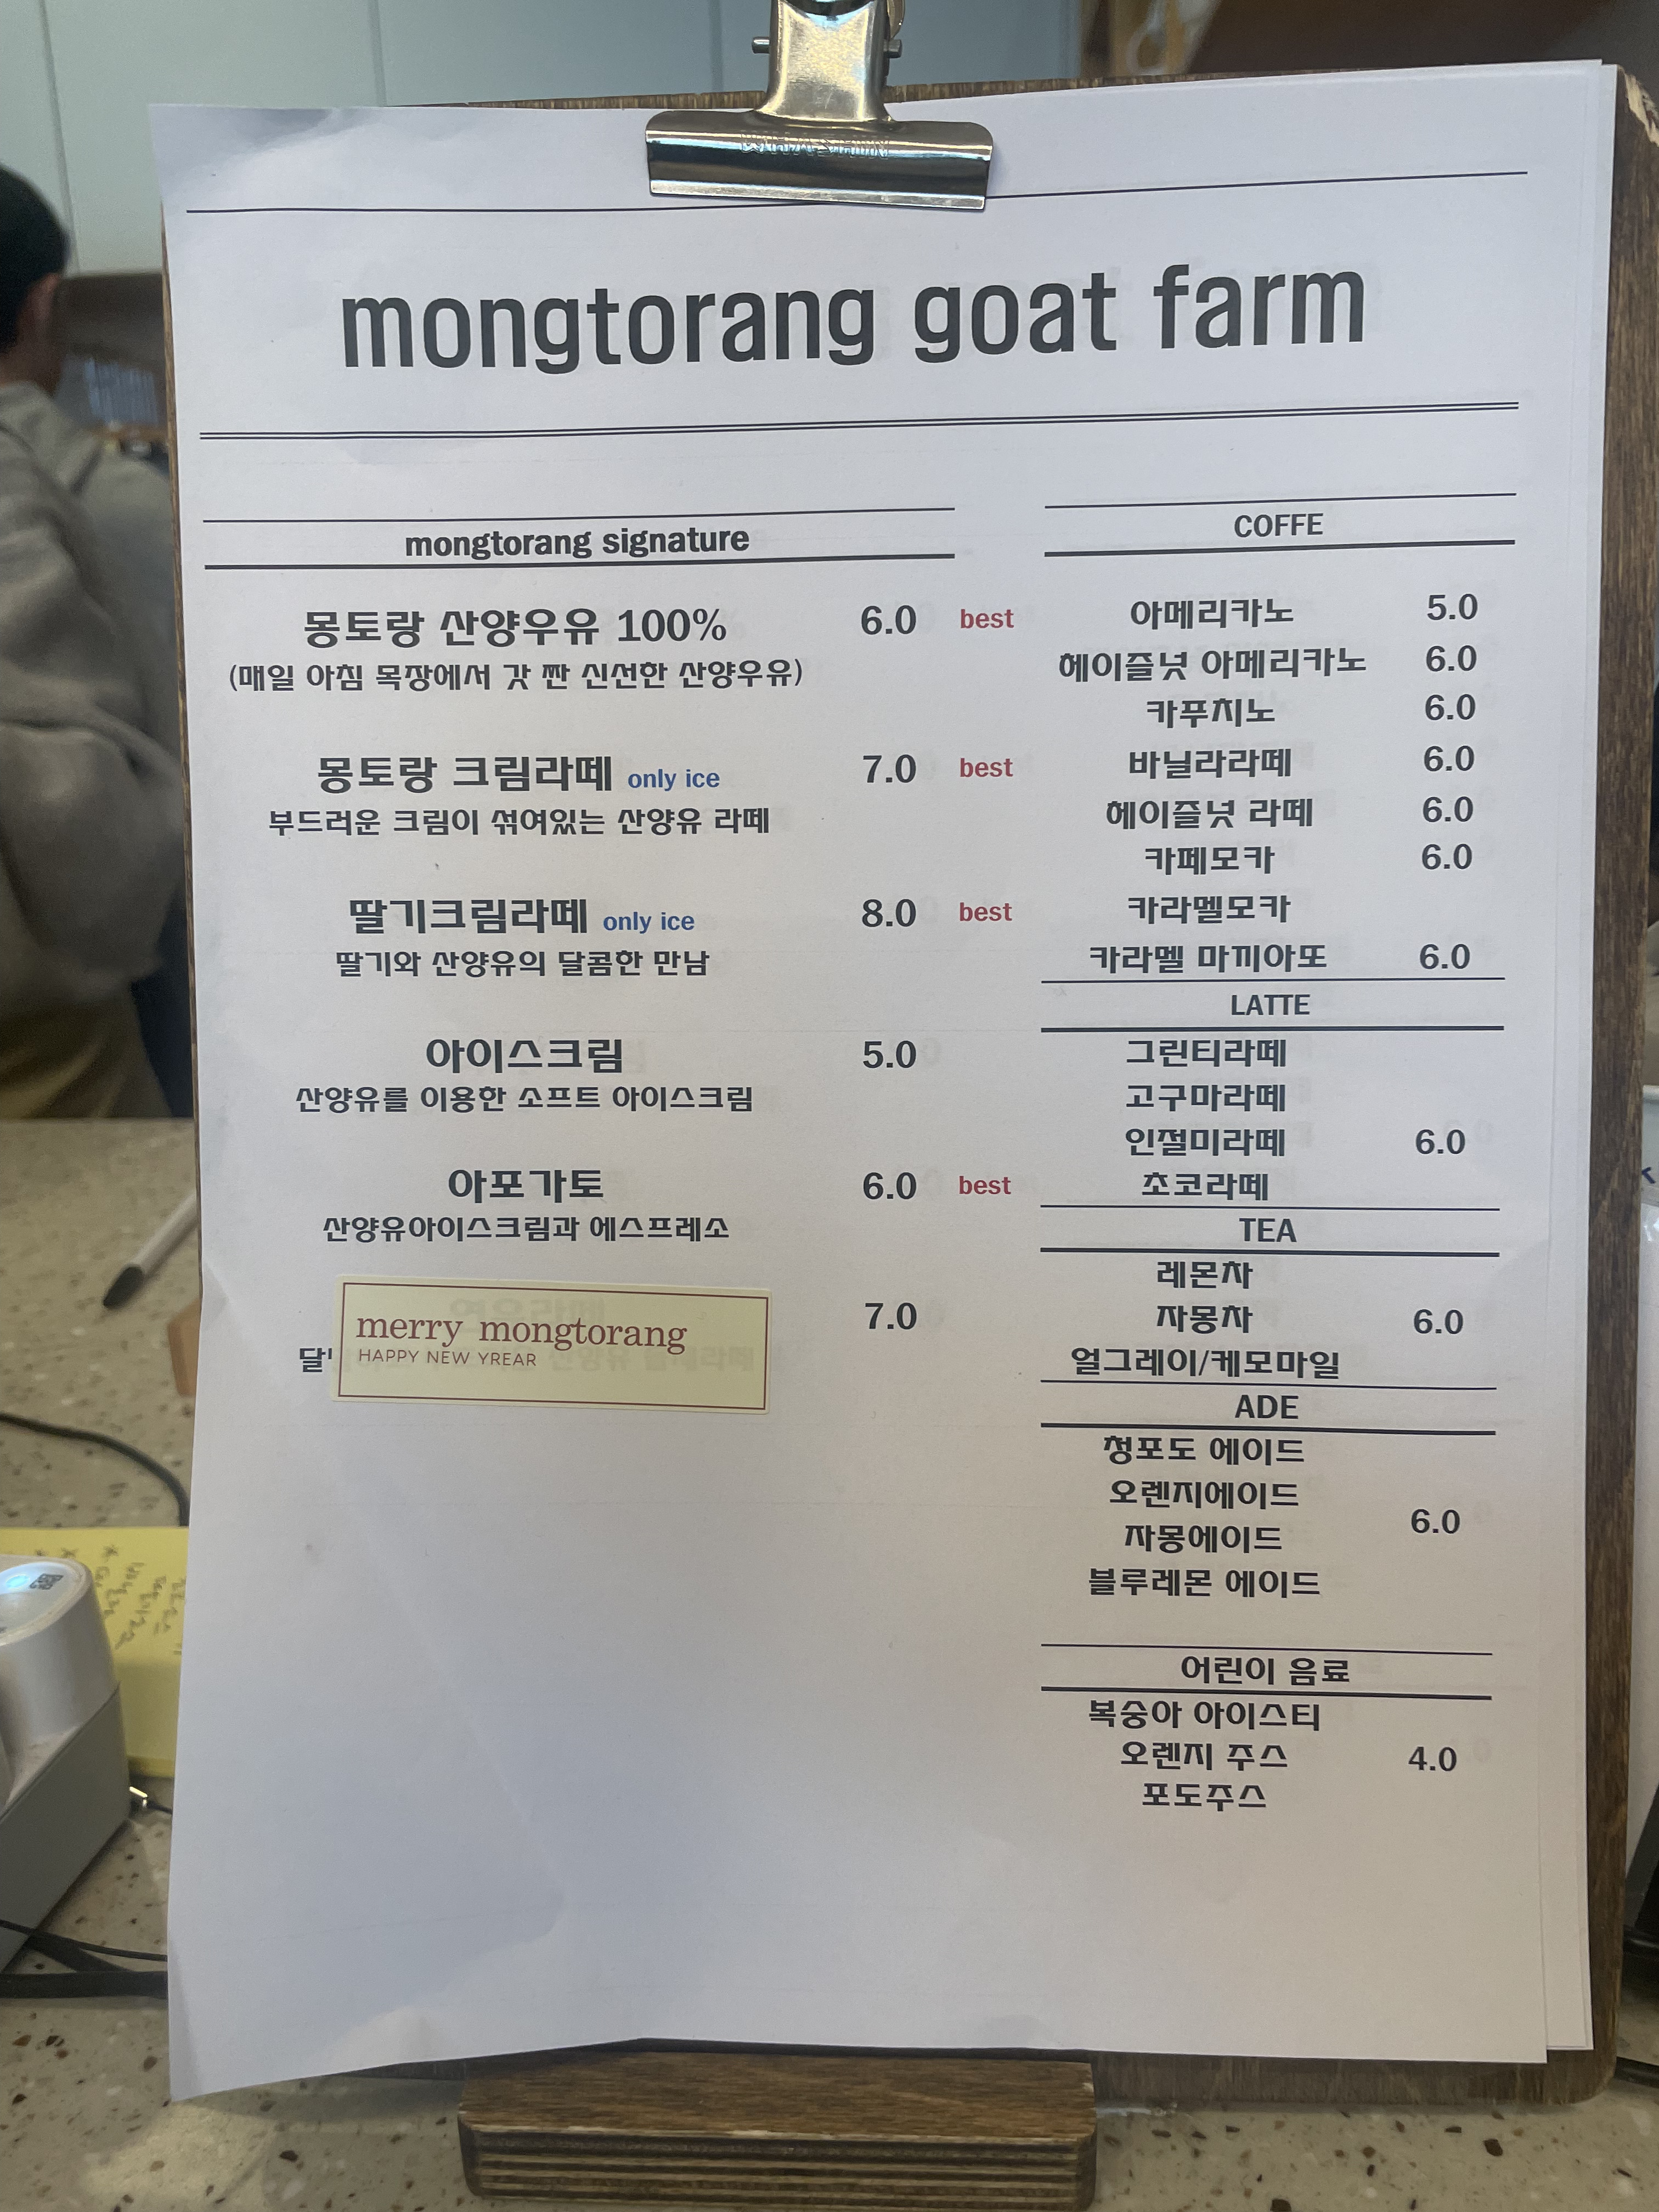 mongtorang goat farm
mongtorang signature
몽토랑 산양우유 100% 6.0 best
(매일 아침 목장에서 갓 짠 신선한 산양우유)
몽토랑 크림라떼 only ice 7.0 best
부드러운 크림이 섞여있는 산양유 라떼
딸기크림라떼 only ice 8.0 best
딸기와 산양유의 달콤한 만남
아이스크림 5.0
산양유를 이용한 소프트 아이스크림
아포가토 6.0 best
산양유아이스크림과 에스프레소
연유라떼 7.0
merry mongtorang
HAPPY NEW YREAR
COFFE
아메리카노 5.0
헤이즐넛 아메리카노 6.0
카푸치노 6.0
바닐라라떼 6.0
헤이즐넛 라떼 6.0
카페모카 6.0
카라멜모카
카라멜 마끼아또 6.0
LATTE
그린티라떼
고구마라떼
인절미라떼 6.0
초코라떼
TEA
레몬차
자몽차 6.0
얼그레이/케모마일
ADE
청포도 에이드
오렌지에이드
6.0
자몽에이드
블루레몬 에이드
어린이 음료
복숭아 아이스티
오렌지 주스 4.0
포도주스